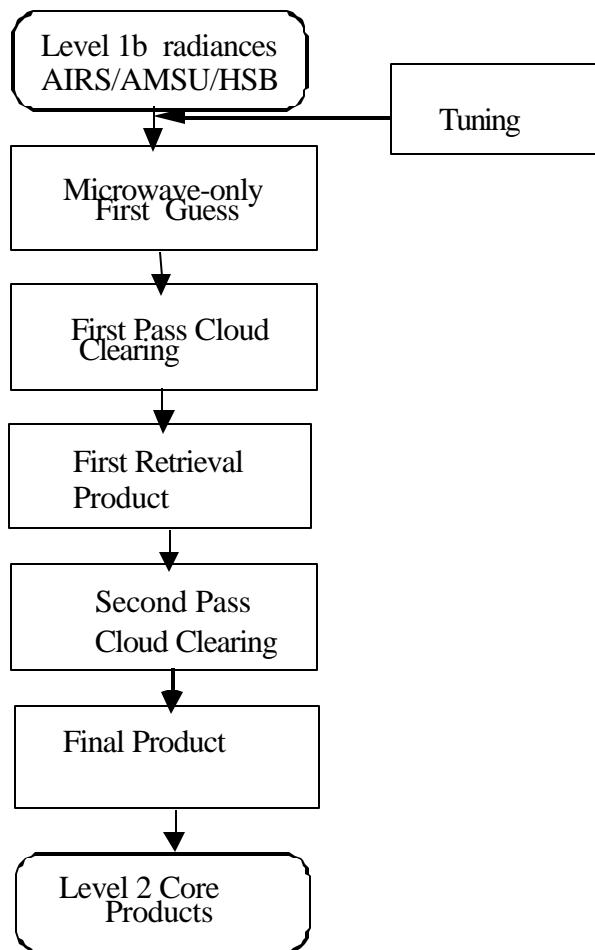 Level 1b radiances
AIRS/AMSU/HSB
Tuning
Microwave-only
First Guess
First Pass Cloud
Clearing
First Retrieval
Product
Second Pass
Cloud Clearing
Final Product
Level 2 Core
Products